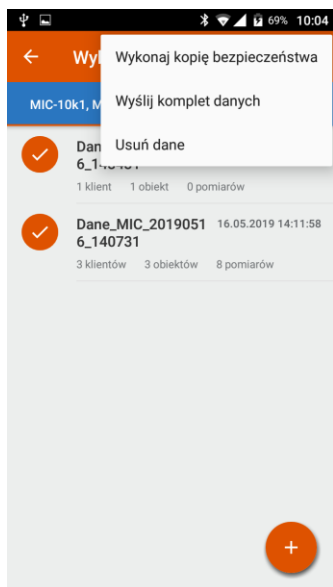 69% 10:04
Wykonaj kopię bezpieczeństwa
MIC-10k1, M
Wyślij komplet danych
Usuń dane
1 klient 1 obiekt 0 pomiarów
Dane_MIC_2019051 16.05.2019 14:11:58
6_140731
3 klientów 3 obiektów 8 pomiarów
+